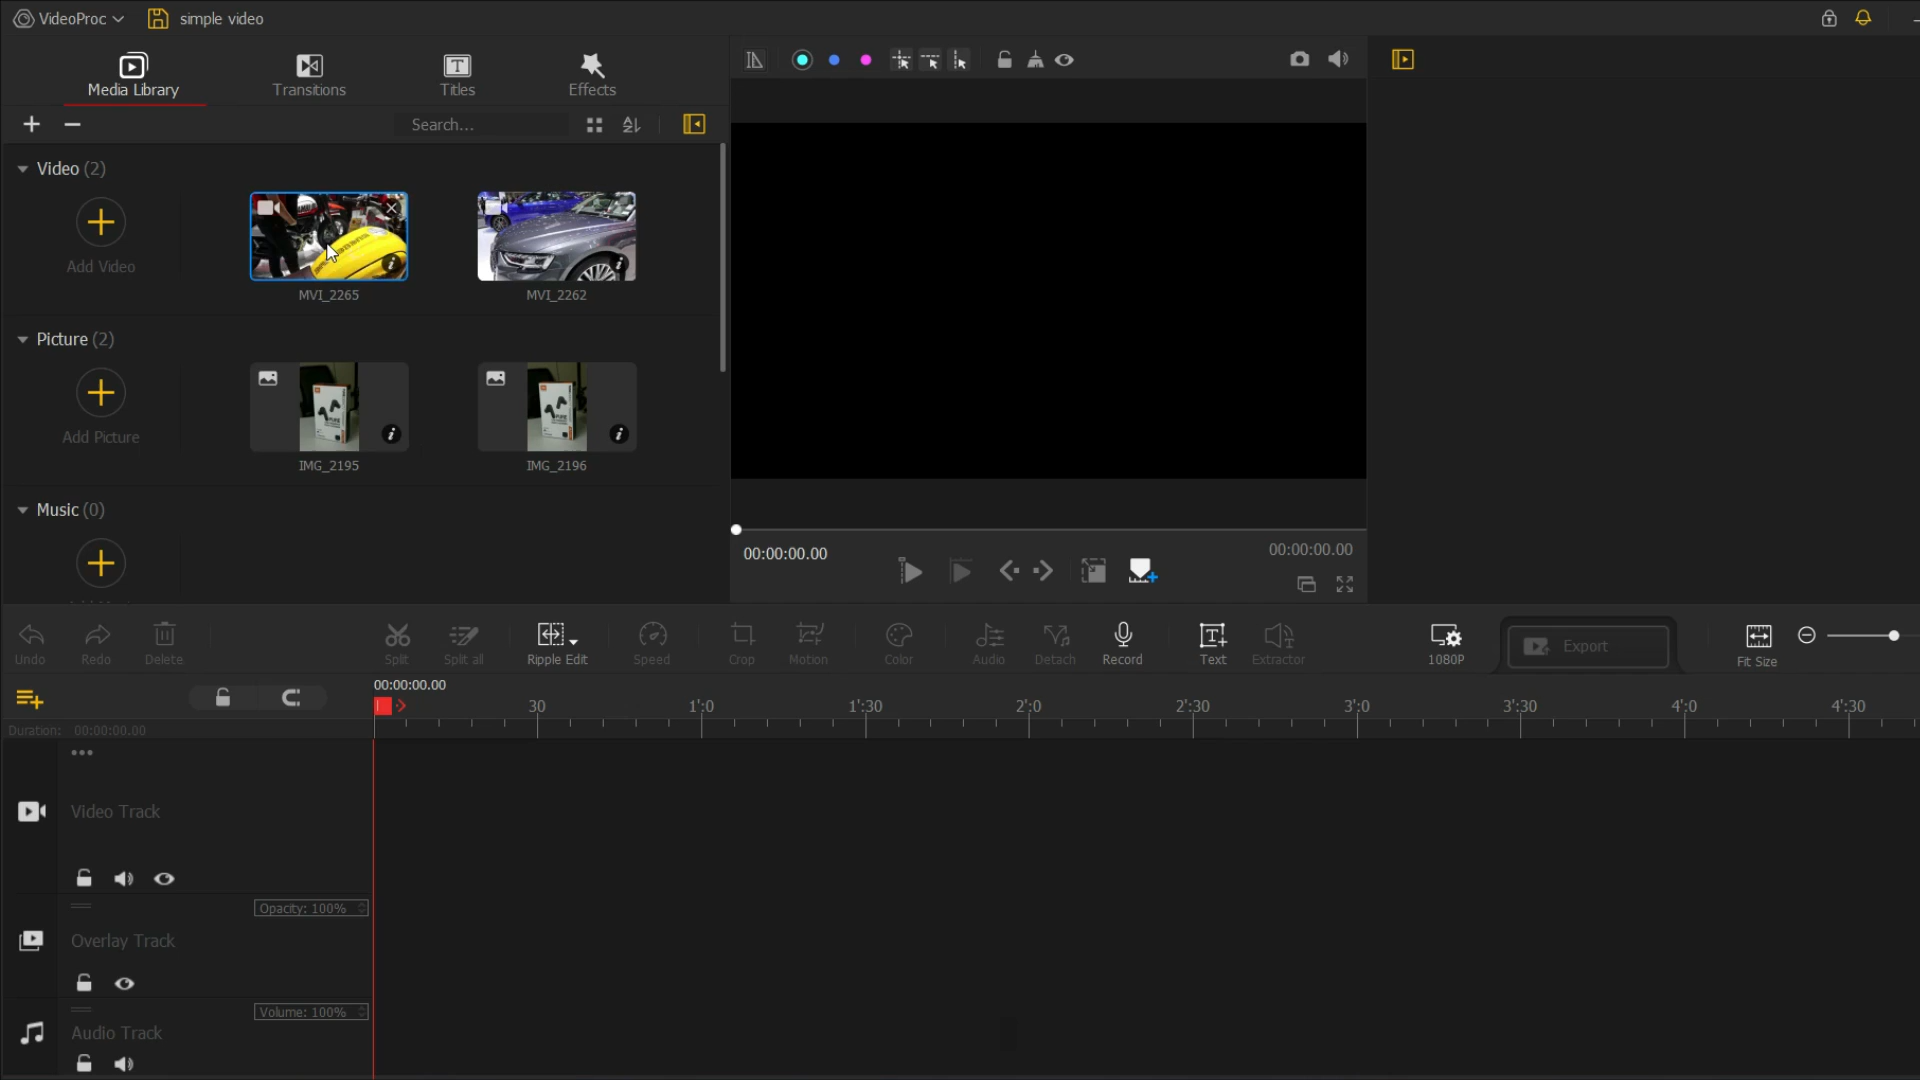 VideoProc simple video
Media Library Transitions Titles Effects
Search...
Video (2)
Add Video
MVI_2265 MVI_2262
Picture (2)
Add Picture
IMG_2195 IMG_2196
Music (0)
00:00:00.00 00:00:00.00
Undo Redo Delete Split Split all Ripple Edit Speed Crop Motion Color Audio Detach Record Text Extractor 1080P Export Fit Size
00:00:00.00
30 1':0 1':30 2':0 2':30 3':0 3':30 4':0 4':30
Duration: 00:00:00.00
Video Track
Opacity: 100%
Overlay Track
Volume: 100%
Audio Track